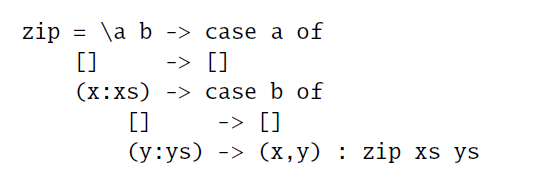 zip = \a b -> case a of
    []     -> []
    (x:xs) -> case b of
        []     -> []
        (y:ys) -> (x,y) : zip xs ys